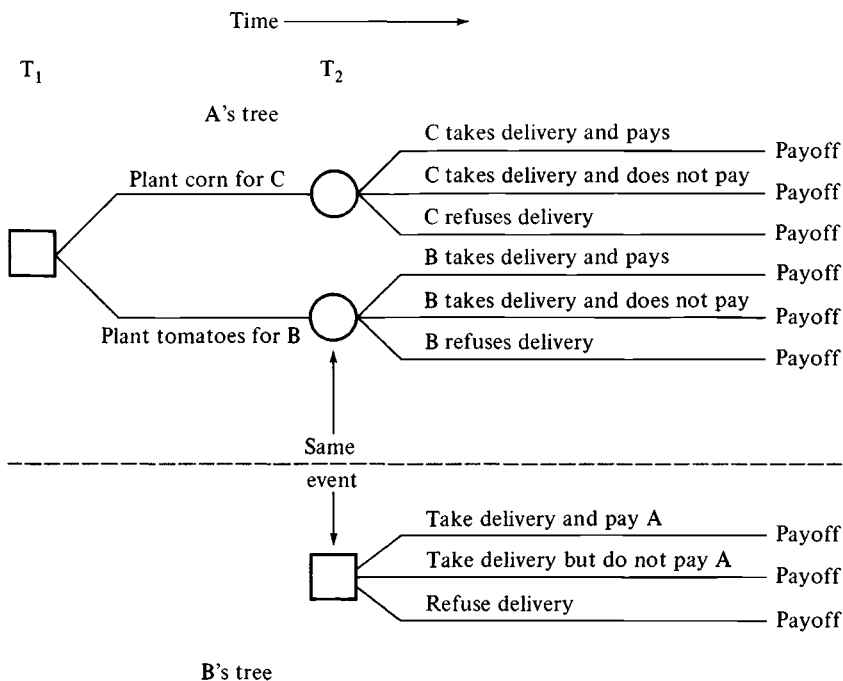 Time
T₁
T₂
A's tree
C takes delivery and pays
Payoff
Plant corn for C
C takes delivery and does not pay
Payoff
C refuses delivery
Payoff
B takes delivery and pays
Payoff
Plant tomatoes for B
B takes delivery and does not pay
Payoff
B refuses delivery
Payoff
Same
event
Take delivery and pay A
Payoff
Take delivery but do not pay A
Payoff
Refuse delivery
Payoff
B's tree